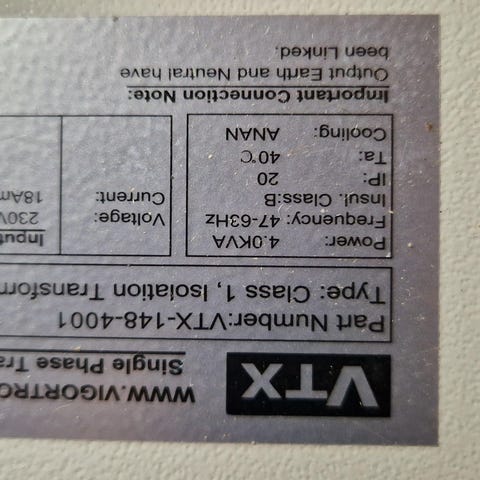 VTX
WWW.VIGORTRO
Single Phase Tra
Part Number:VTX-148-4001
Type: Class 1, Isolation Transform
Power: 4.0KVA
Frequency: 47-63Hz
Insul. Class:B
IP: 20
Ta: 40°C
Cooling: ANAN
Input
Voltage: 230V
Current: 18Am
Important Connection Note:
Output Earth and Neutral have
been Linked.